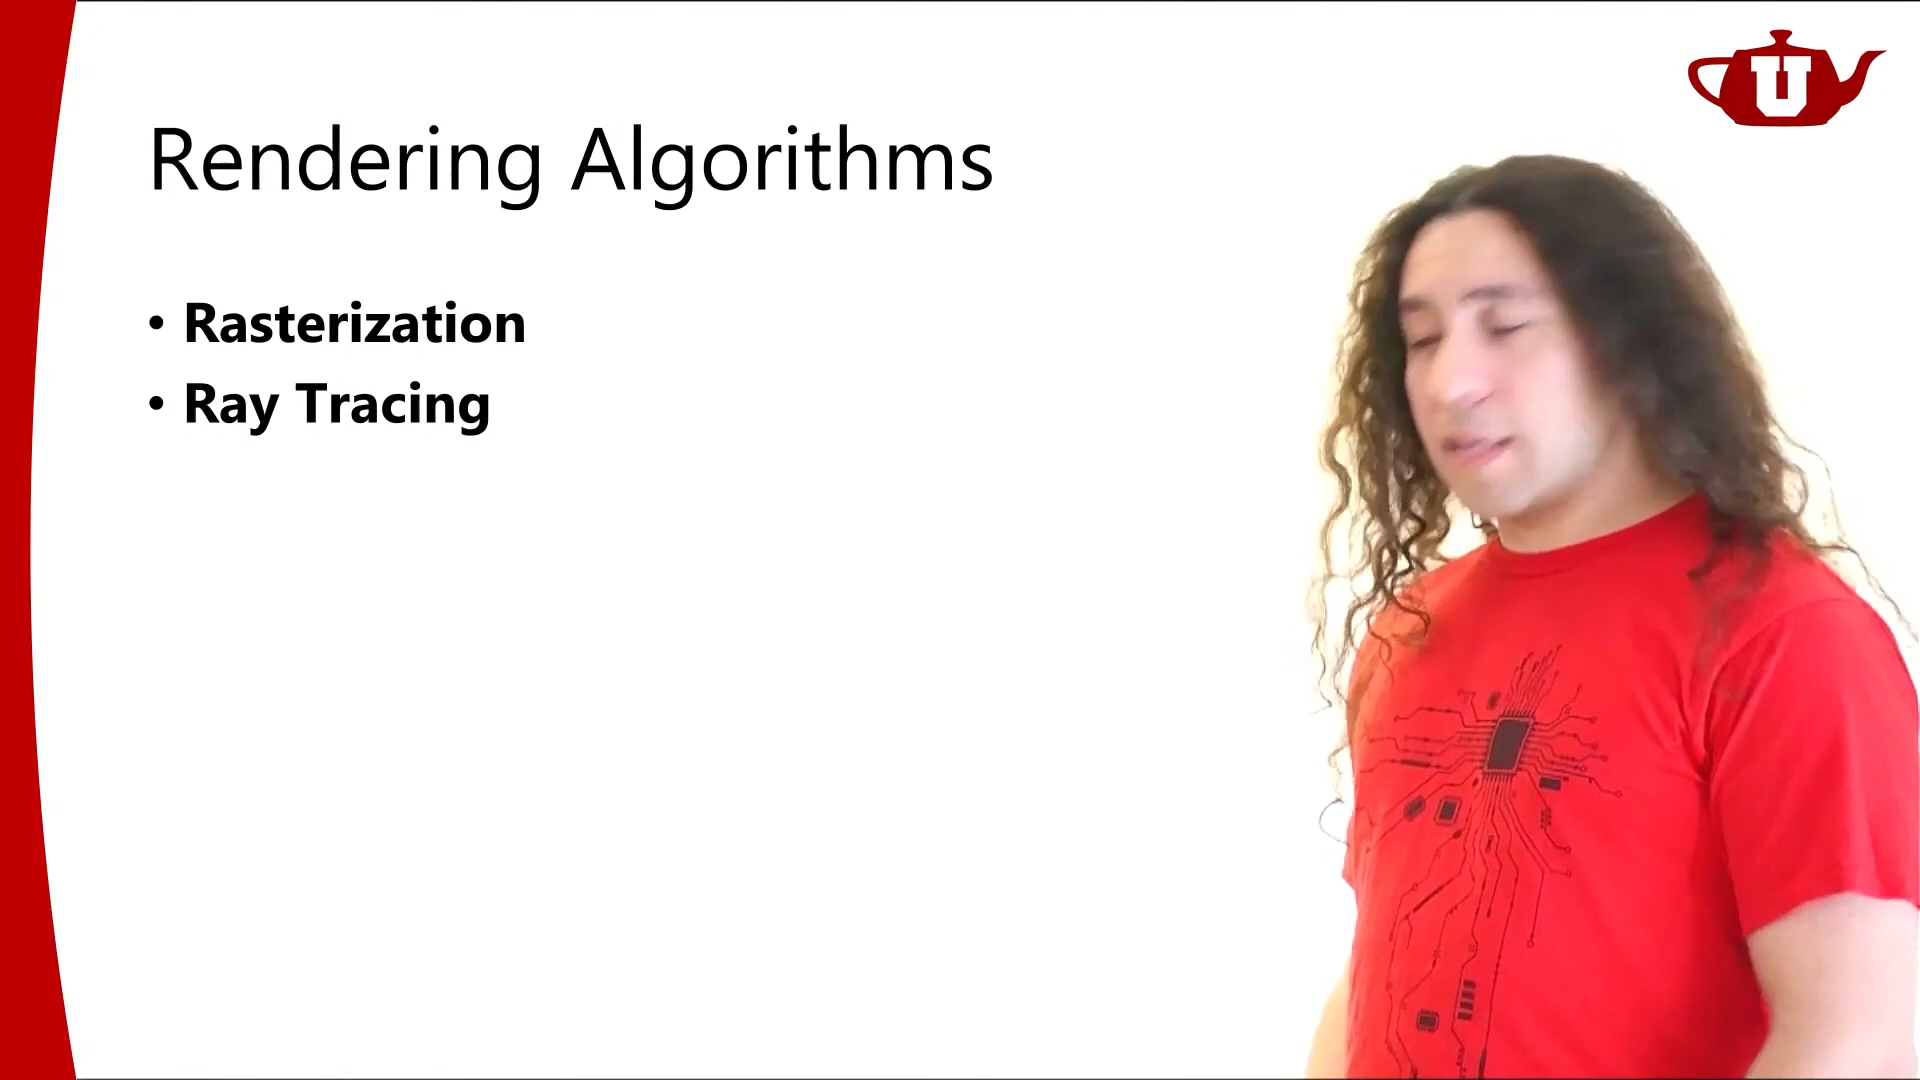 U
Rendering Algorithms
• Rasterization
• Ray Tracing